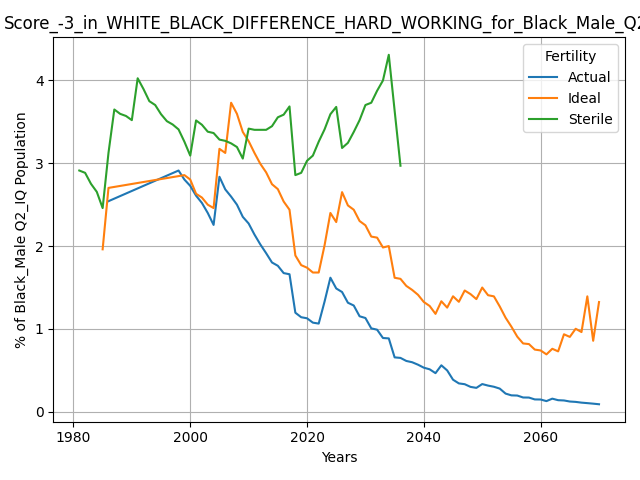 Score_-3_in_WHITE_BLACK_DIFFERENCE_HARD_WORKING_for_Black_Male_Q2
Fertility
Actual
Ideal
Sterile
% of Black_Male Q2_IQ Population
4
3
2
1
0
1980 2000 2020 2040 2060
Years